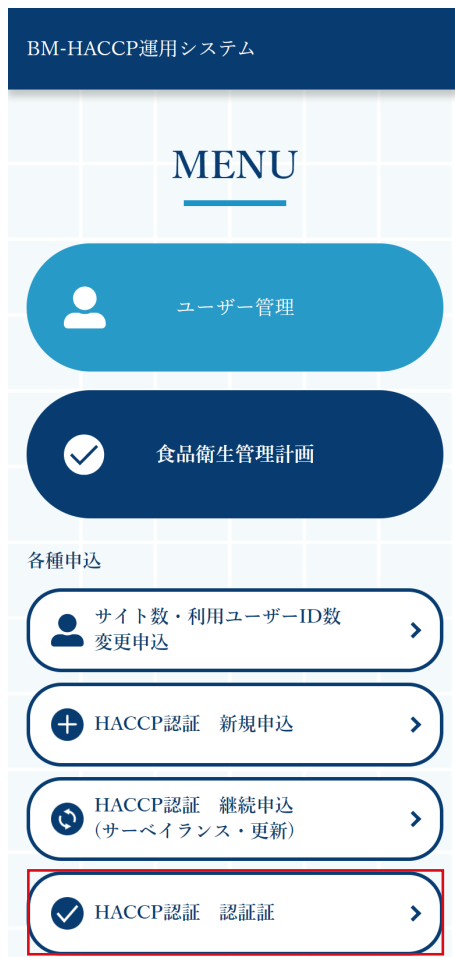 BM-HACCP運用システム
MENU
ユーザー管理
食品衛生管理計画
各種申込
サイト数・利用ユーザーID数
変更申込
HACCP認証　新規申込
HACCP認証　継続申込
(サーベイランス・更新)
HACCP認証　認証証